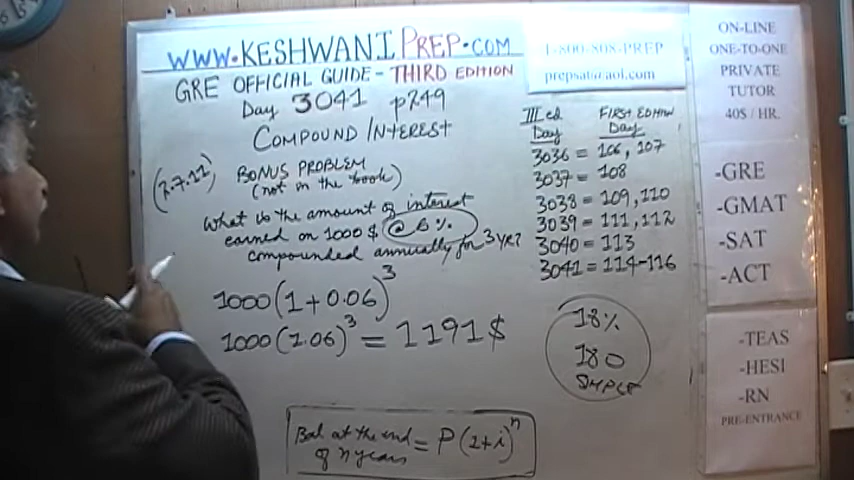 WWW.KESHWANIPREP.COM
GRE OFFICIAL GUIDE - THIRD EDITION
Day 3041 p249
COMPOUND INTEREST
(2.7.11) BONUS PROBLEM
(not in the book)
What is the amount of interest
earned on 1000 $ @ 6%
compounded annually for 3 YR?
1000(1+0.06)^3
1000(1.06)^3 = 1191$
Bal at the end
of n years = P(1+i)^n
1-800-808-PREP
prepsat@aol.com
III ed FIRST EDITION
Day Day
3036 = 106, 107
3037 = 108
3038 = 109, 110
3039 = 111, 112
3040 = 113
3041 = 114-116
18%
180
SIMPLE
ON-LINE
ONE-TO-ONE
PRIVATE
TUTOR
40$ / HR.
-GRE
-GMAT
-SAT
-ACT
-TEAS
-HESI
-RN
PRE-ENTRANCE